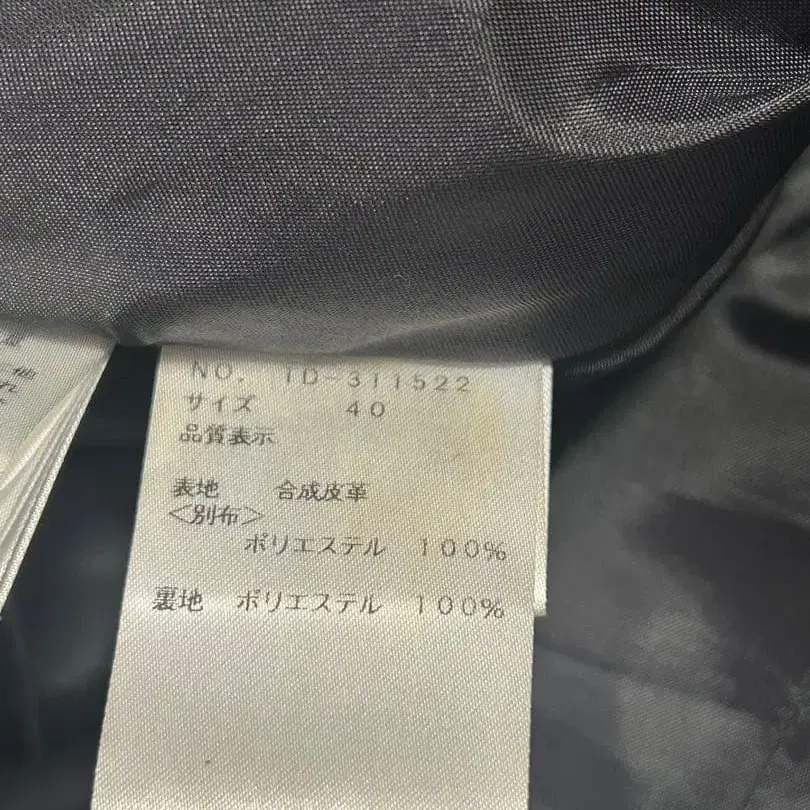 NO. TD-311522
サイズ 40
品質表示
表地 合成皮革
<別布>
ポリエステル 100%
裏地 ポリエステル 100%